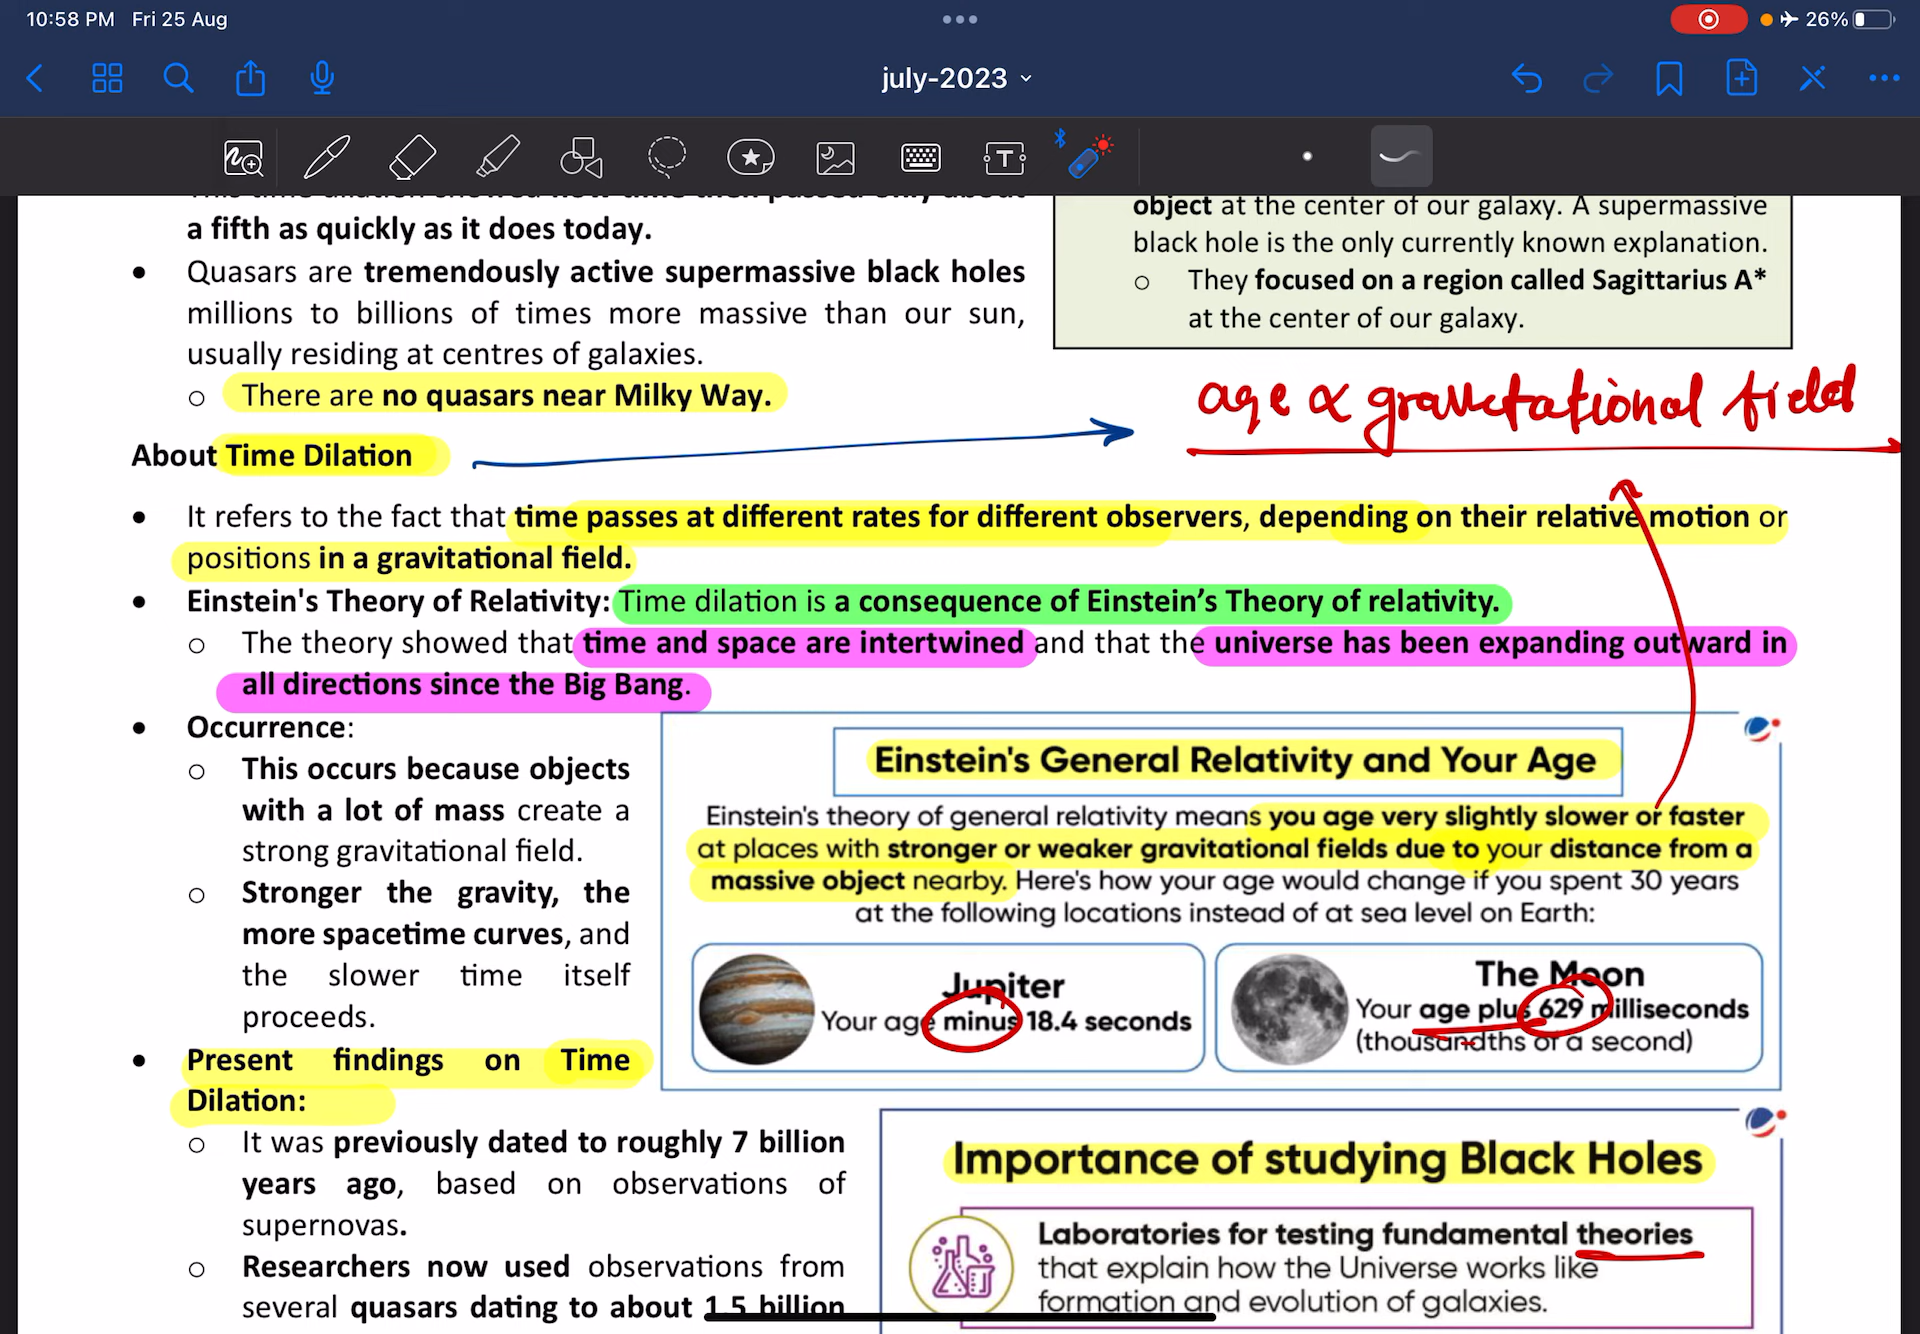 10:58 PM Fri 25 Aug
26%
july-2023
a fifth as quickly as it does today.
• Quasars are tremendously active supermassive black holes
millions to billions of times more massive than our sun,
usually residing at centres of galaxies.
o There are no quasars near Milky Way.
object at the center of our galaxy. A supermassive
black hole is the only currently known explanation.
o They focused on a region called Sagittarius A*
at the center of our galaxy.
age ∝ gravitational field
About Time Dilation
• It refers to the fact that time passes at different rates for different observers, depending on their relative motion or
positions in a gravitational field.
• Einstein's Theory of Relativity: Time dilation is a consequence of Einstein’s Theory of relativity.
o The theory showed that time and space are intertwined and that the universe has been expanding outward in
all directions since the Big Bang.
• Occurrence:
o This occurs because objects
with a lot of mass create a
strong gravitational field.
o Stronger the gravity, the
more spacetime curves, and
the slower time itself
proceeds.
• Present findings on Time
Dilation:
o It was previously dated to roughly 7 billion
years ago, based on observations of
supernovas.
o Researchers now used observations from
several quasars dating to about 1.5 billion
Einstein's General Relativity and Your Age
Einstein's theory of general relativity means you age very slightly slower or faster
at places with stronger or weaker gravitational fields due to your distance from a
massive object nearby. Here's how your age would change if you spent 30 years
at the following locations instead of at sea level on Earth:
Jupiter
Your age minus 18.4 seconds
The Moon
Your age plus 629 milliseconds
(thousandths of a second)
Importance of studying Black Holes
Laboratories for testing fundamental theories
that explain how the Universe works like
formation and evolution of galaxies.